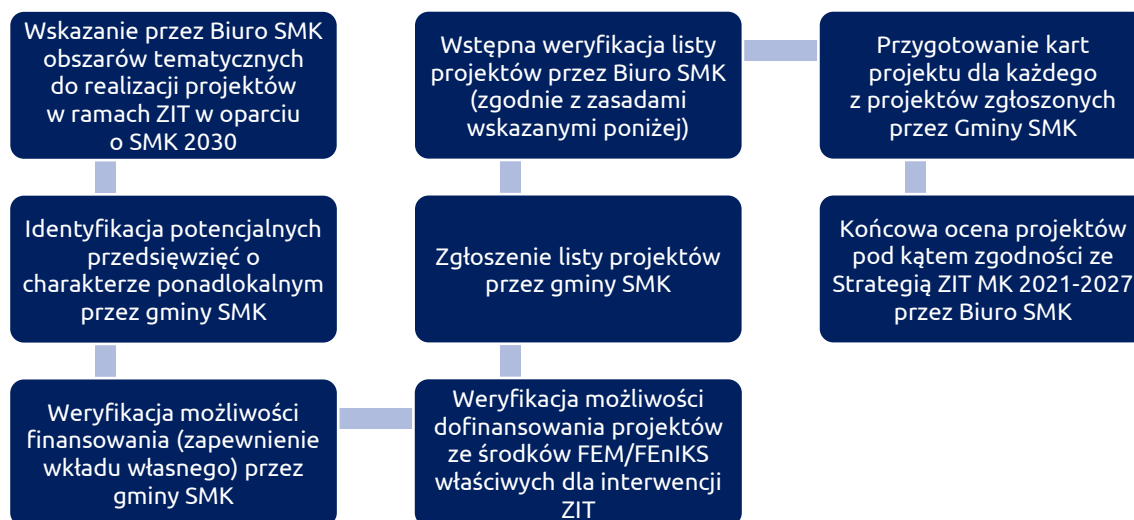 Wskazanie przez Biuro SMK
obszarów tematycznych
do realizacji projektów
w ramach ZIT w oparciu
o SMK 2030
Identyfikacja potencjalnych
przedsięwzięć o
charakterze ponadlokalnym
przez gminy SMK
Weryfikacja możliwości
finansowania (zapewnienie
wkładu własnego) przez
gminy SMK
Weryfikacja możliwości
dofinansowania projektów
ze środków FEM/FEnIKS
właściwych dla interwencji
ZIT
Zgłoszenie listy projektów
przez gminy SMK
Wstępna weryfikacja listy
projektów przez Biuro SMK
(zgodnie z zasadami
wskazanymi poniżej)
Przygotowanie kart
projektu dla każdego
z projektów zgłoszonych
przez Gminy SMK
Końcowa ocena projektów
pod kątem zgodności ze
Strategią ZIT MK 2021-2027
przez Biuro SMK